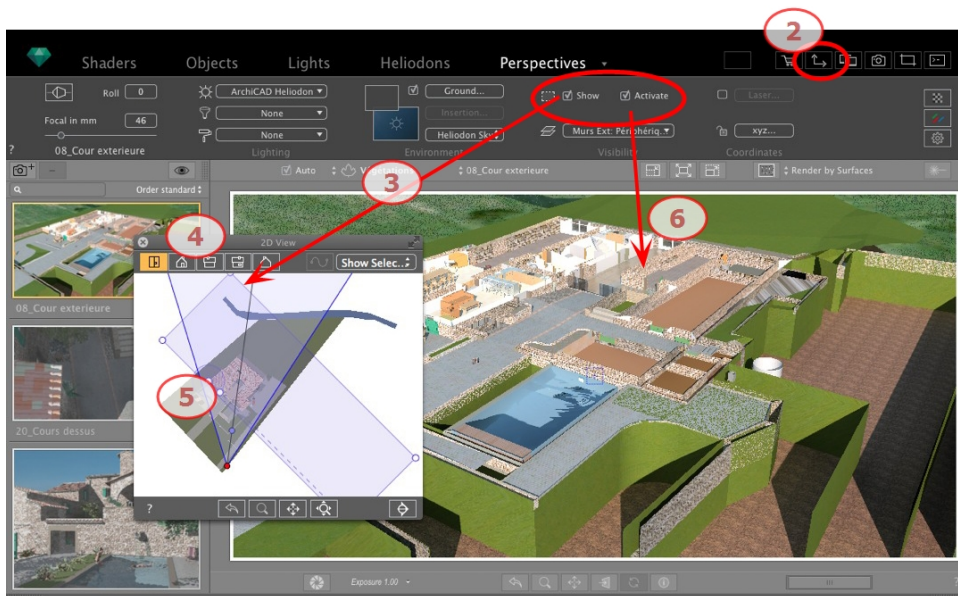 2
Shaders Objects Lights Heliodons Perspectives
Roll 0 ArchiCAD Heliodon Ground... Show Activate Laser...
Focal in mm 46 None Insertion...
None Heliodon Sky Murs Ext: Périphériq. xyz...
? 08_Cour exterieure Lighting Environment Visibility Coordinates
Auto Vegetations 08_Cour exterieure Render by Surfaces
3
Order standard
4
6
2D View
Show Selec...
08_Cour exterieure
5
20_Cours dessus
?
Exposure 1.00